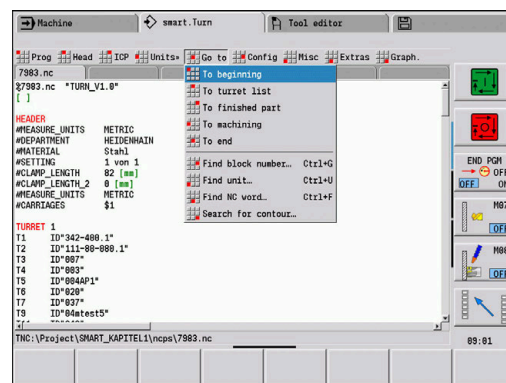 Machine smart.Turn Tool editor
Prog Head ICP Units» Go to Config Misc Extras Graph.
7983.nc
To beginning
To turret list
To finished part
To machining
To end
Find block number… Ctrl+G
Find unit… Ctrl+U
Find NC word… Ctrl+F
Search for contour…
%7983.nc "TURN_V1.0"
[ ]
HEADER
#MEASURE_UNITS METRIC
#DEPARTMENT HEIDENHAIN
#MATERIAL Stahl
#SETTING 1 von 1
#CLAMP_LENGTH 82 [mm]
#CLAMP_LENGTH_2 0 [mm]
#MEASURE_UNITS METRIC
#CARRIAGES $1
TURRET 1
T1 ID"342-400.1"
T2 ID"111-80-080.1"
T3 ID"007"
T4 ID"003"
T5 ID"004AP1"
T6 ID"020"
T7 ID"037"
T9 ID"04mtest5"
TNC:\Project\SMART_KAPITEL1\ncps\7983.nc
END PGM
OFF
OFF ON
OFF
OFF
09:01